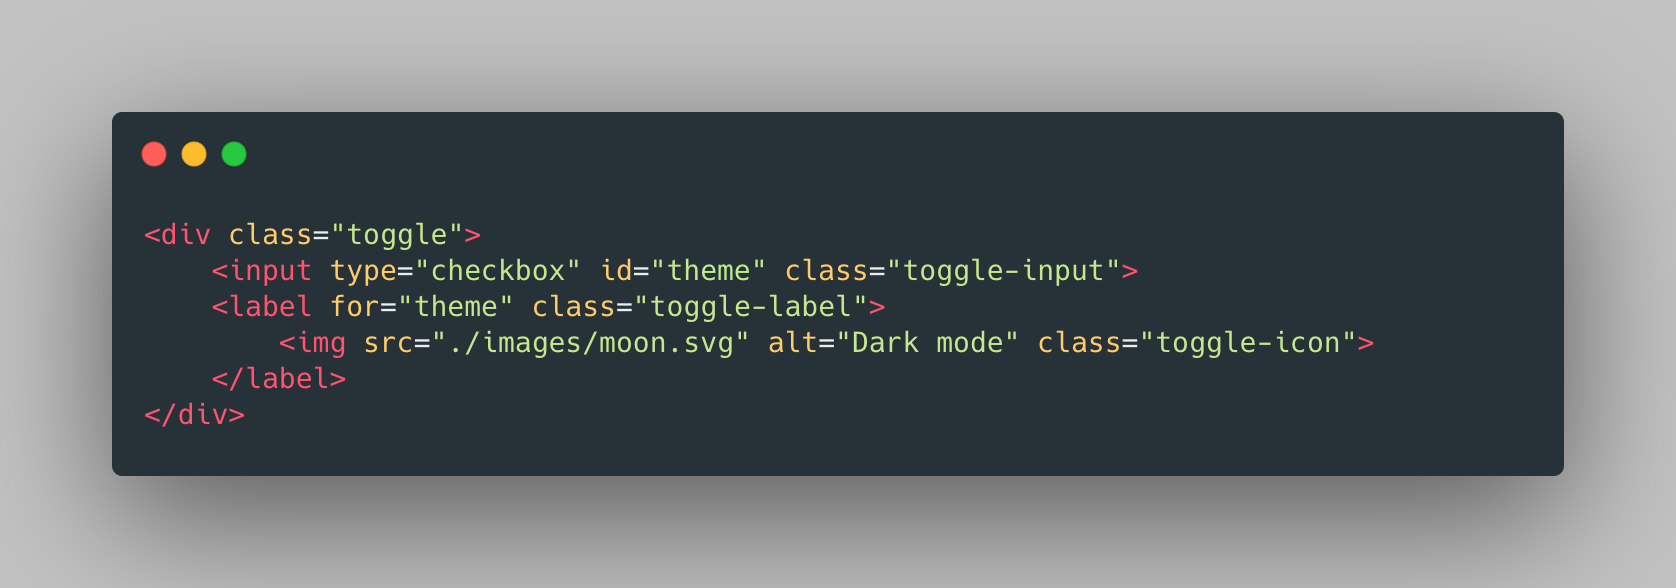 <div class="toggle">
    <input type="checkbox" id="theme" class="toggle-input">
    <label for="theme" class="toggle-label">
        <img src="./images/moon.svg" alt="Dark mode" class="toggle-icon">
    </label>
</div>